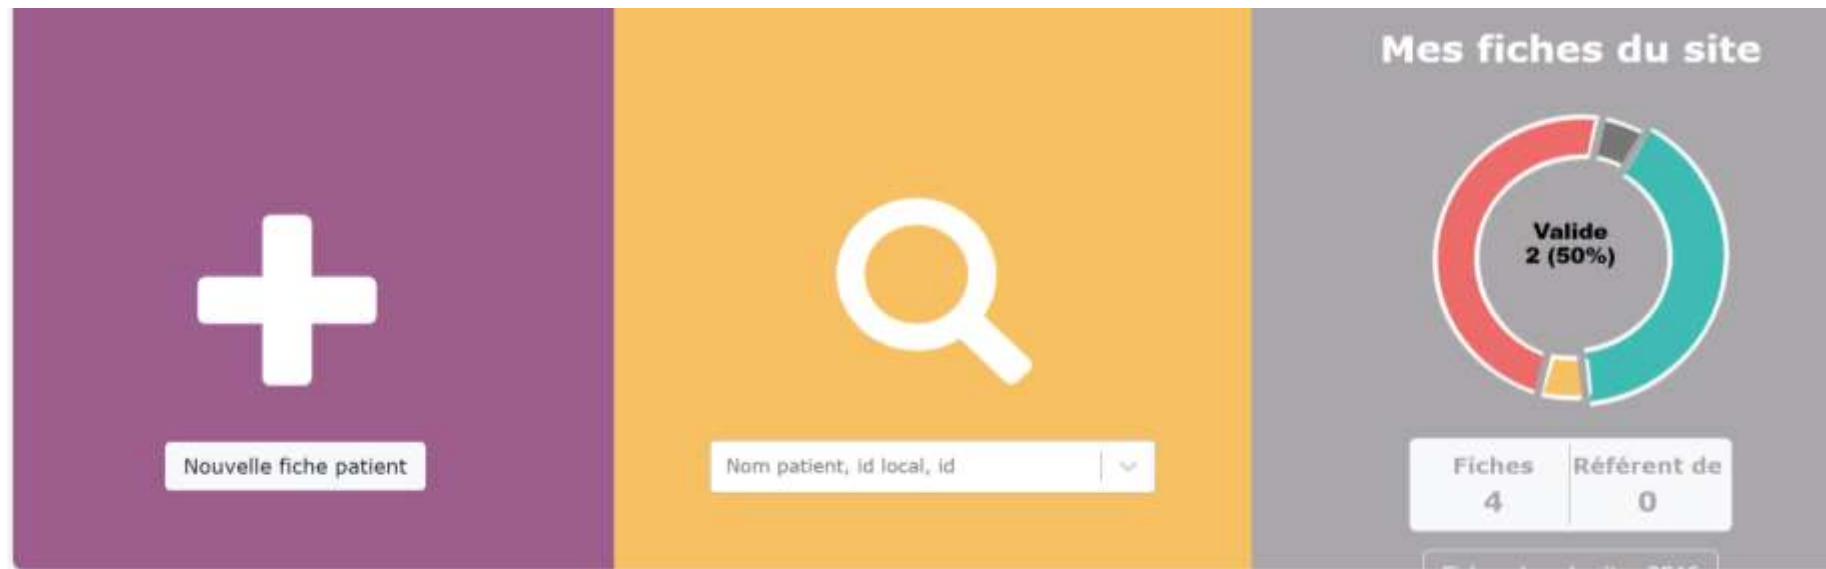 Mes fiches du site
Valide
2 (50%)
Nouvelle fiche patient
Nom patient, id local, id
Fiches
Référent de
4
0